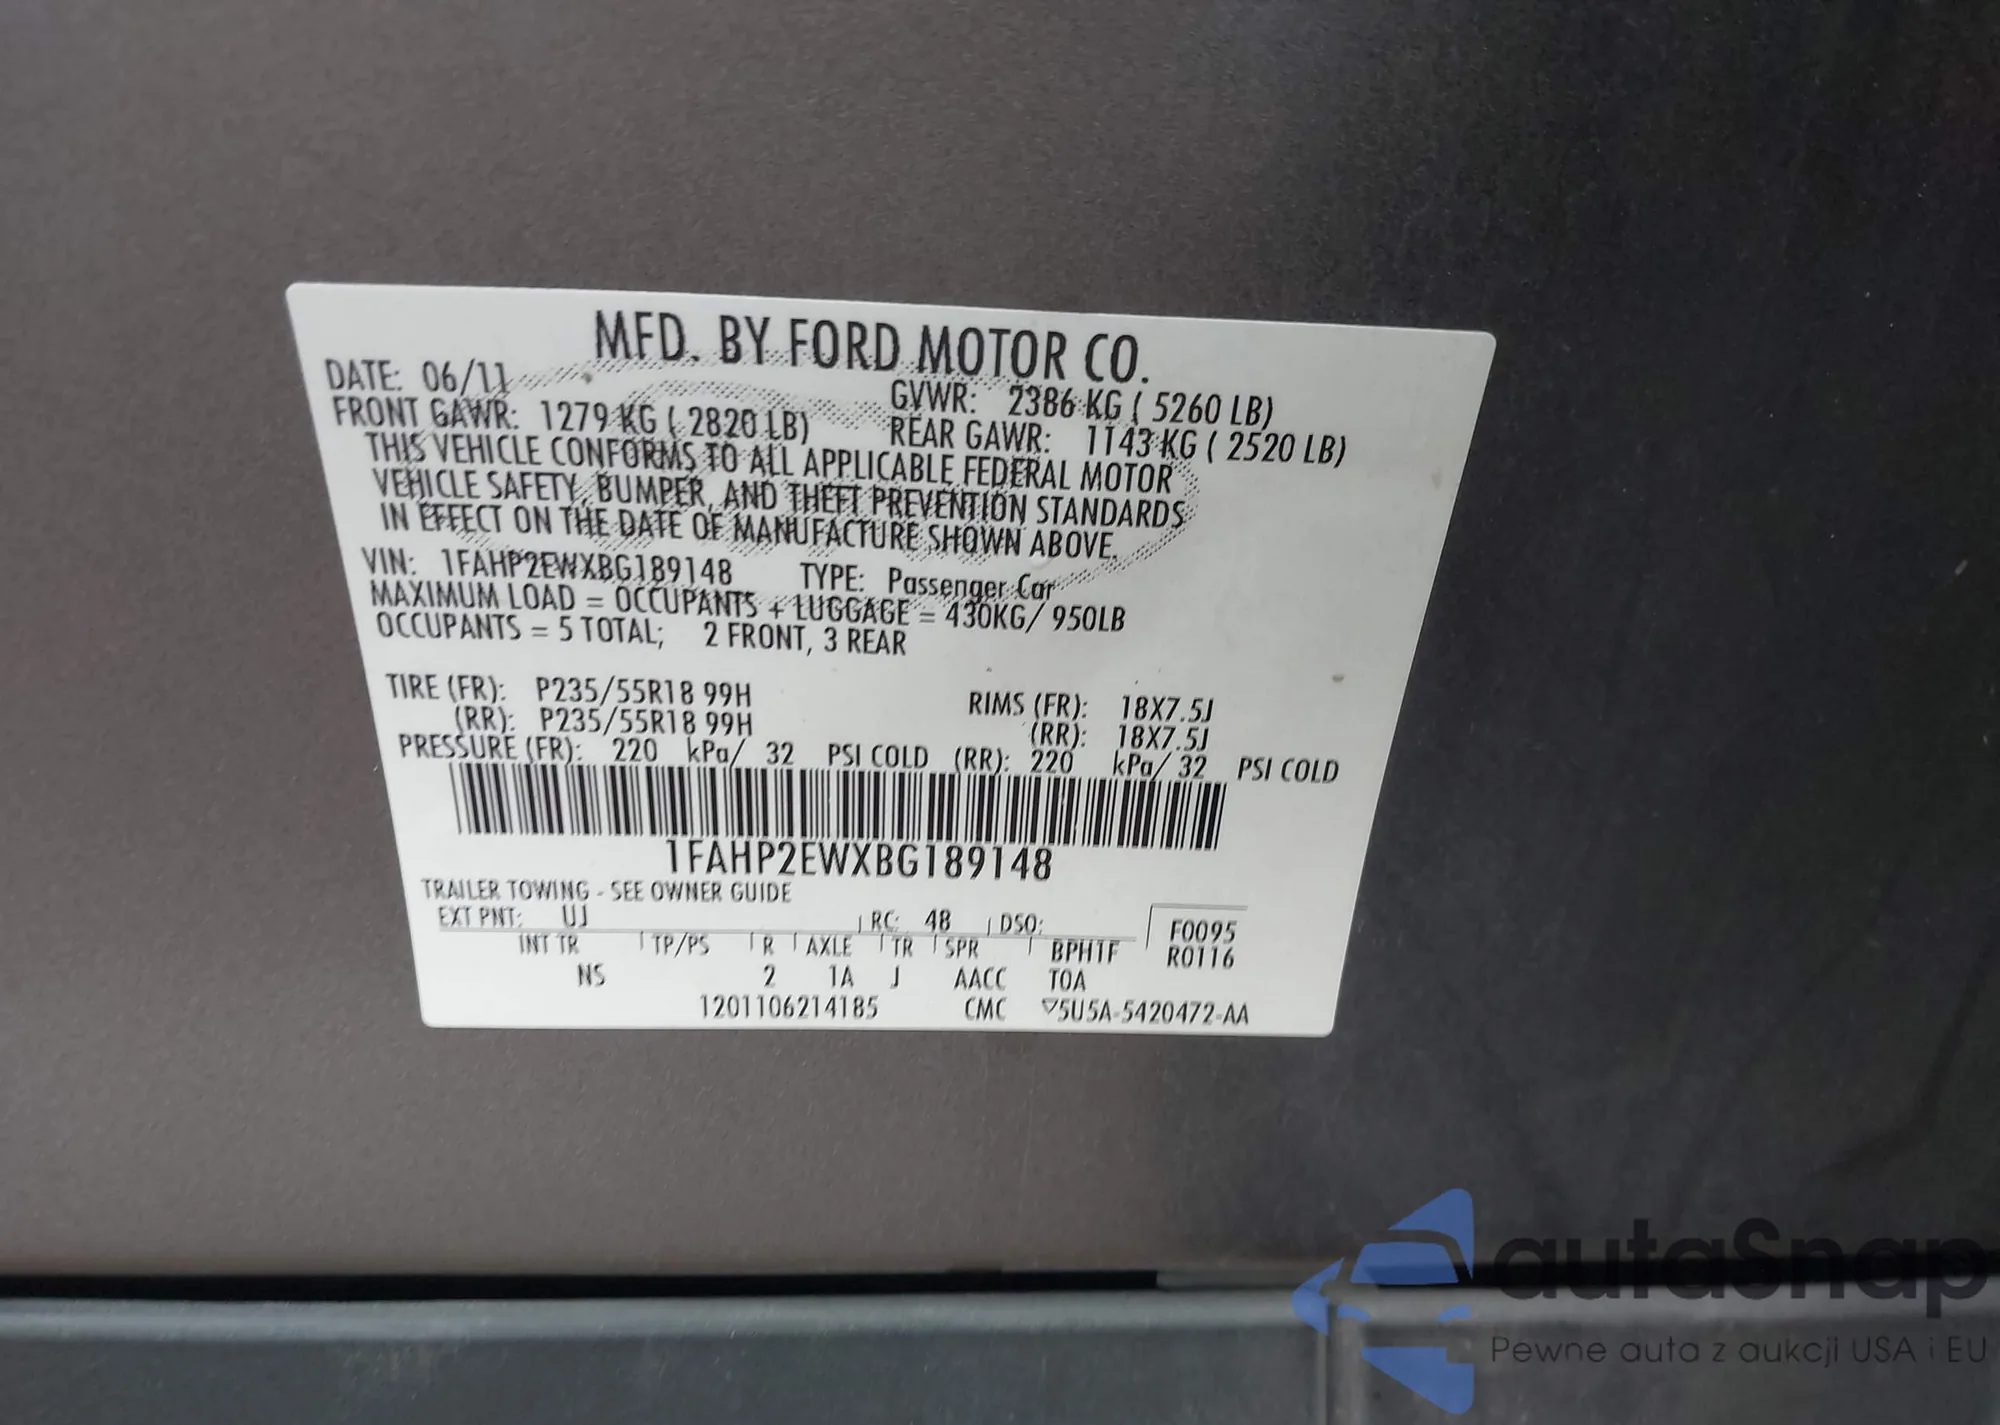 MFD. BY FORD MOTOR CO.
DATE: 06/11 GVWR: 2386 KG ( 5260 LB)
FRONT GAWR: 1279 KG ( 2820 LB) REAR GAWR: 1143 KG ( 2520 LB)
THIS VEHICLE CONFORMS TO ALL APPLICABLE FEDERAL MOTOR
VEHICLE SAFETY, BUMPER, AND THEFT PREVENTION STANDARDS
IN EFFECT ON THE DATE OF MANUFACTURE SHOWN ABOVE.
VIN: 1FAHP2EWXBG189148 TYPE: Passenger Car
MAXIMUM LOAD = OCCUPANTS + LUGGAGE = 430KG/ 950LB
OCCUPANTS = 5 TOTAL; 2 FRONT, 3 REAR
TIRE (FR): P235/55R18 99H RIMS (FR): 18X7.5J
(RR): P235/55R18 99H (RR): 18X7.5J
PRESSURE (FR): 220 kPa/ 32 PSI COLD (RR): 220 kPa/ 32 PSI COLD
1FAHP2EWXBG189148
TRAILER TOWING - SEE OWNER GUIDE
EXT PNT: UJ RC: 48 DSO: F0095
INT TR TP/PS R AXLE TR SPR BPH1F R0116
NS 2 1A J AACC TOA
1201106214185 CMC ▽5U5A-5420472-AA
autaSnap
Pewne auta z aukcji USA i EU